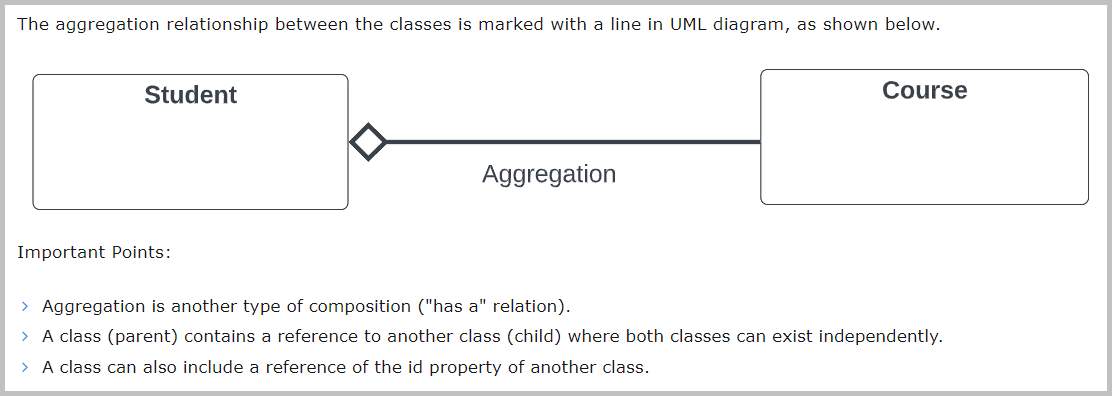 The aggregation relationship between the classes is marked with a line in UML diagram, as shown below.
Student
Course
Aggregation
Important Points:
Aggregation is another type of composition ("has a" relation).
A class (parent) contains a reference to another class (child) where both classes can exist independently.
A class can also include a reference of the id property of another class.